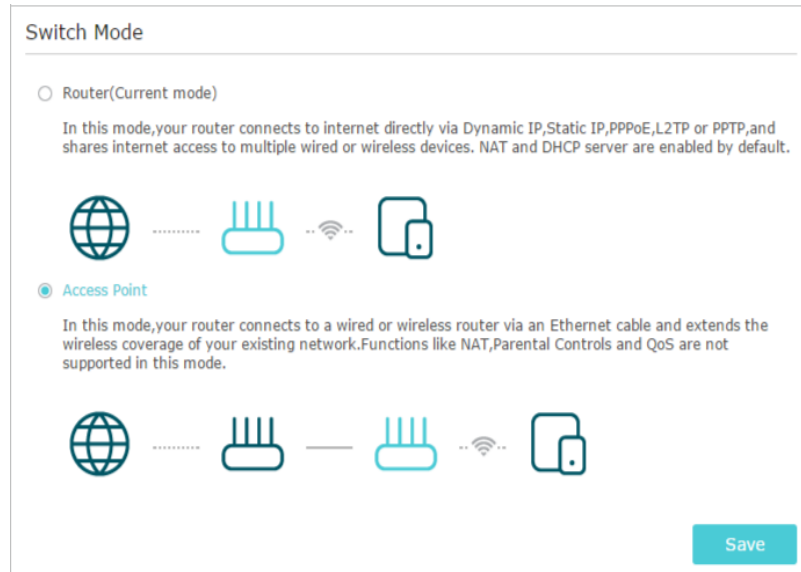 Switch Mode
Router(Current mode)
In this mode,your router connects to internet directly via Dynamic IP,Static IP,PPPoE,L2TP or PPTP,and
shares internet access to multiple wired or wireless devices. NAT and DHCP server are enabled by default.
Access Point
In this mode,your router connects to a wired or wireless router via an Ethernet cable and extends the
wireless coverage of your existing network.Functions like NAT,Parental Controls and QoS are not
supported in this mode.
Save